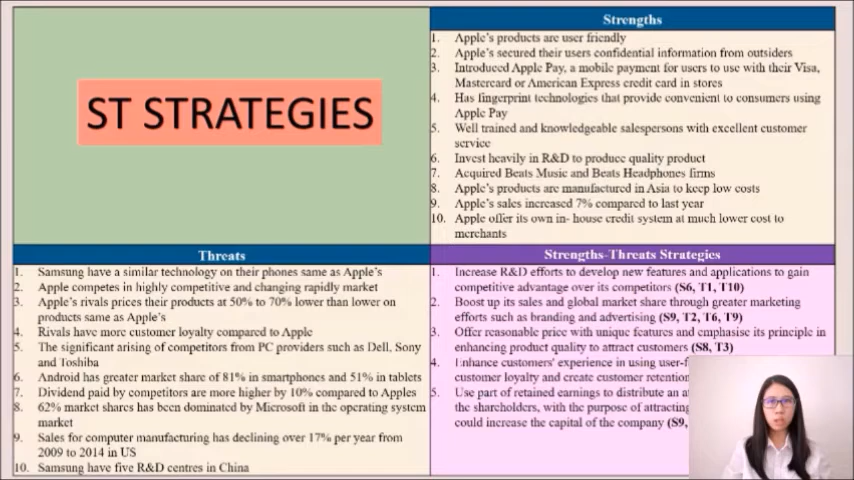 ST STRATEGIES
Strengths
1. Apple's products are user friendly
2. Apple's secured their users confidential information from outsiders
3. Introduced Apple Pay, a mobile payment for users to use with their Visa,
Mastercard or American Express credit card in stores
4. Has fingerprint technologies that provide convenient to consumers using
Apple Pay
5. Well trained and knowledgeable salespersons with excellent customer
service
6. Invest heavily in R&D to produce quality product
7. Acquired Beats Music and Beats Headphones firms
8. Apple's products are manufactured in Asia to keep low costs
9. Apple's sales increased 7% compared to last year
10. Apple offer its own in- house credit system at much lower cost to
merchants
Threats
1. Samsung have a similar technology on their phones same as Apple's
2. Apple competes in highly competitive and changing rapidly market
3. Apple's rivals prices their products at 50% to 70% lower than lower on
products same as Apple's
4. Rivals have more customer loyalty compared to Apple
5. The significant arising of competitors from PC providers such as Dell, Sony
and Toshiba
6. Android has greater market share of 81% in smartphones and 51% in tablets
7. Dividend paid by competitors are more higher by 10% compared to Apples
8. 62% market shares has been dominated by Microsoft in the operating system
market
9. Sales for computer manufacturing has declining over 17% per year from
2009 to 2014 in US
10. Samsung have five R&D centres in China
Strengths-Threats Strategies
1. Increase R&D efforts to develop new features and applications to gain
competitive advantage over its competitors (S6, T1, T10)
2. Boost up its sales and global market share through greater marketing
efforts such as branding and advertising (S9, T2, T6, T9)
3. Offer reasonable price with unique features and emphasise its principle in
enhancing product quality to attract customers (S8, T3)
4. Enhance customers' experience in using
customer loyalty and create customer retention
5. Use part of retained earnings to distribute an
the shareholders, with the purpose of attracting
could increase the capital of the company (S9,